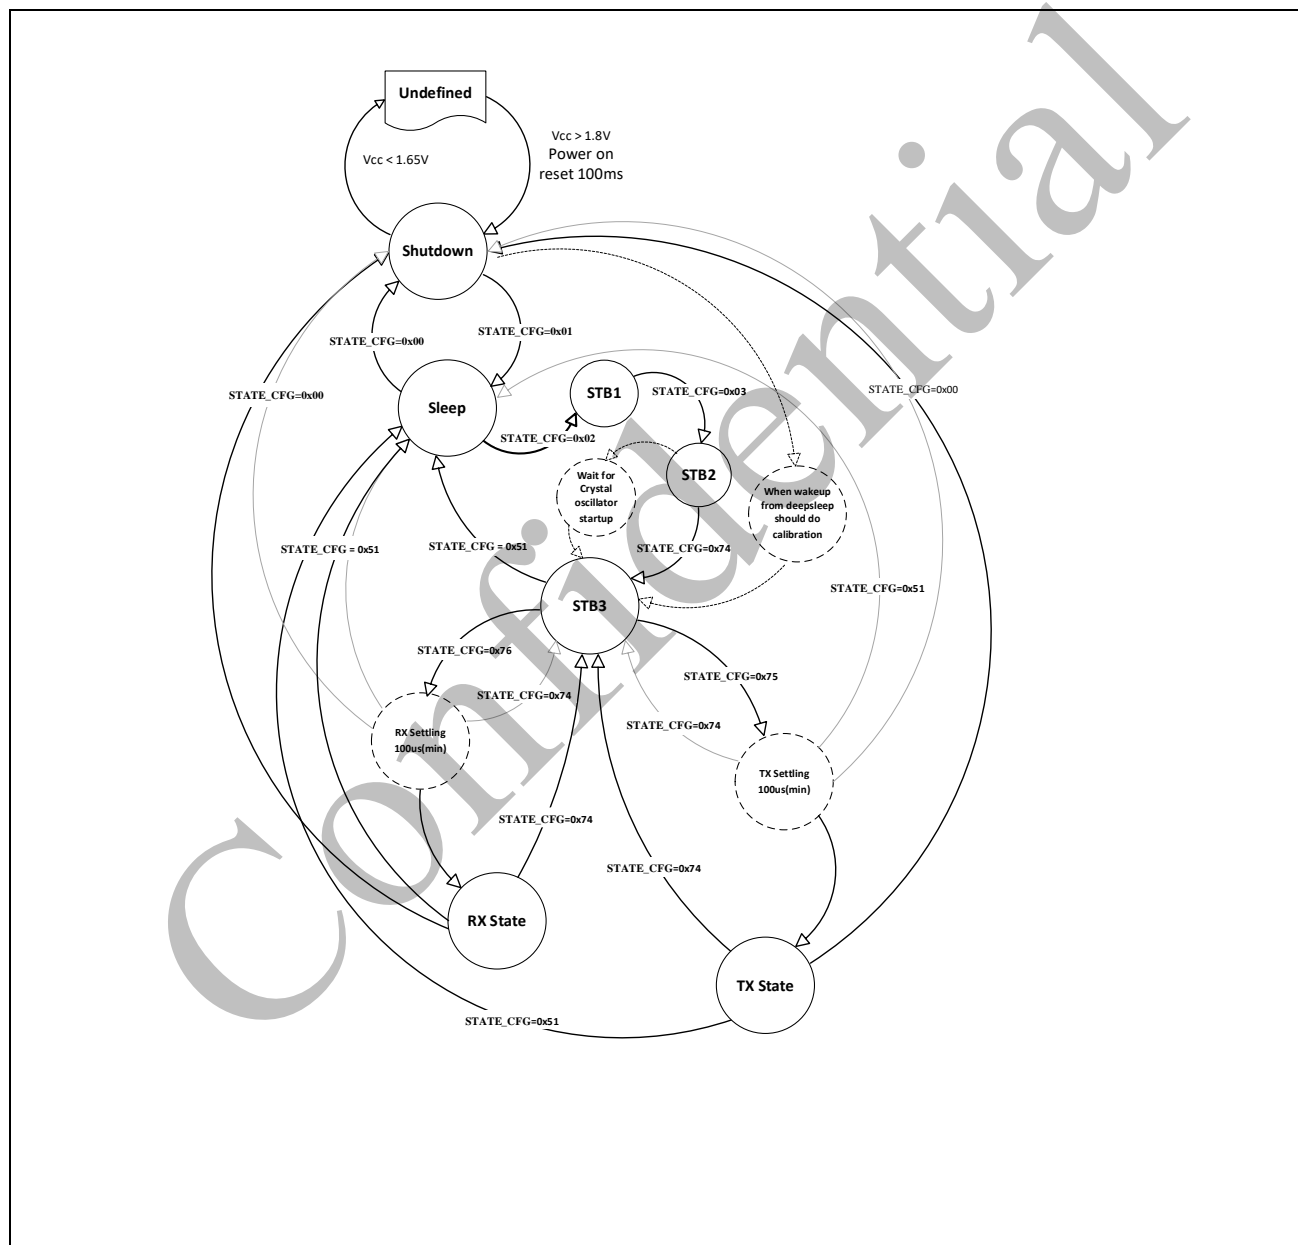 Undefined
Vcc < 1.65V
Vcc > 1.8V
Power on
reset 100ms
Shutdown
STATE_CFG=0x00
STATE_CFG=0x01
STATE_CFG=0x00
Sleep
STB1
STATE_CFG=0x03
STATE_CFG=0x00
STATE_CFG=0x02
STB2
Wait for
Crystal
oscillator
startup
When wakeup
from deepsleep
should do
calibration
STATE_CFG = 0x51
STATE_CFG = 0x51
STATE_CFG=0x74
STATE_CFG=0x51
STB3
STATE_CFG=0x76
STATE_CFG=0x75
STATE_CFG=0x74
STATE_CFG=0x74
RX Settling
100us(min)
TX Settling
100us(min)
STATE_CFG=0x74
STATE_CFG=0x74
RX State
TX State
STATE_CFG=0x51
Confidential